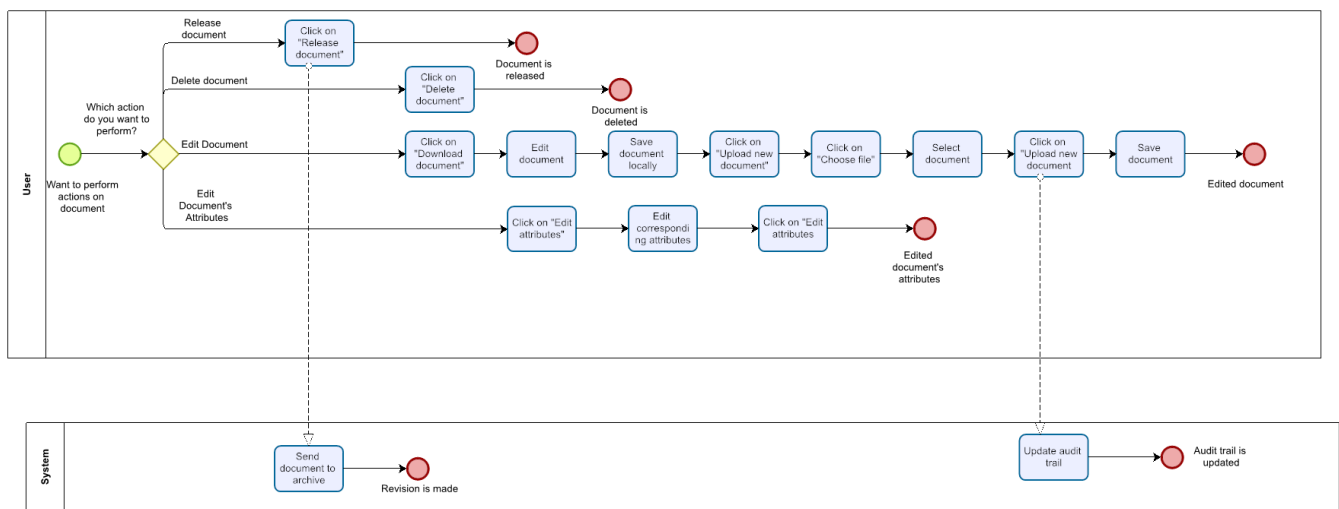 Release
document
Click on
"Release
document"
Document is
released
Delete document
Click on
"Delete
document"
Document is
deleted
Which action
do you want to
perform?
User
Want to perform
actions on
document
Edit Document
Click on
"Download
document"
Edit
document
Save
document
locally
Click on
"Upload new
document"
Click on
"Choose file"
Select
document
Click on
"Upload new
document
Save
document
Edited document
Edit
Document's
Attributes
Click on "Edit
attributes"
Edit
correspondi
ng attributes
Click on "Edit
attributes
Edited
document's
attributes
System
Send
document to
archive
Revision is made
Update audit
trail
Audit trail is
updated